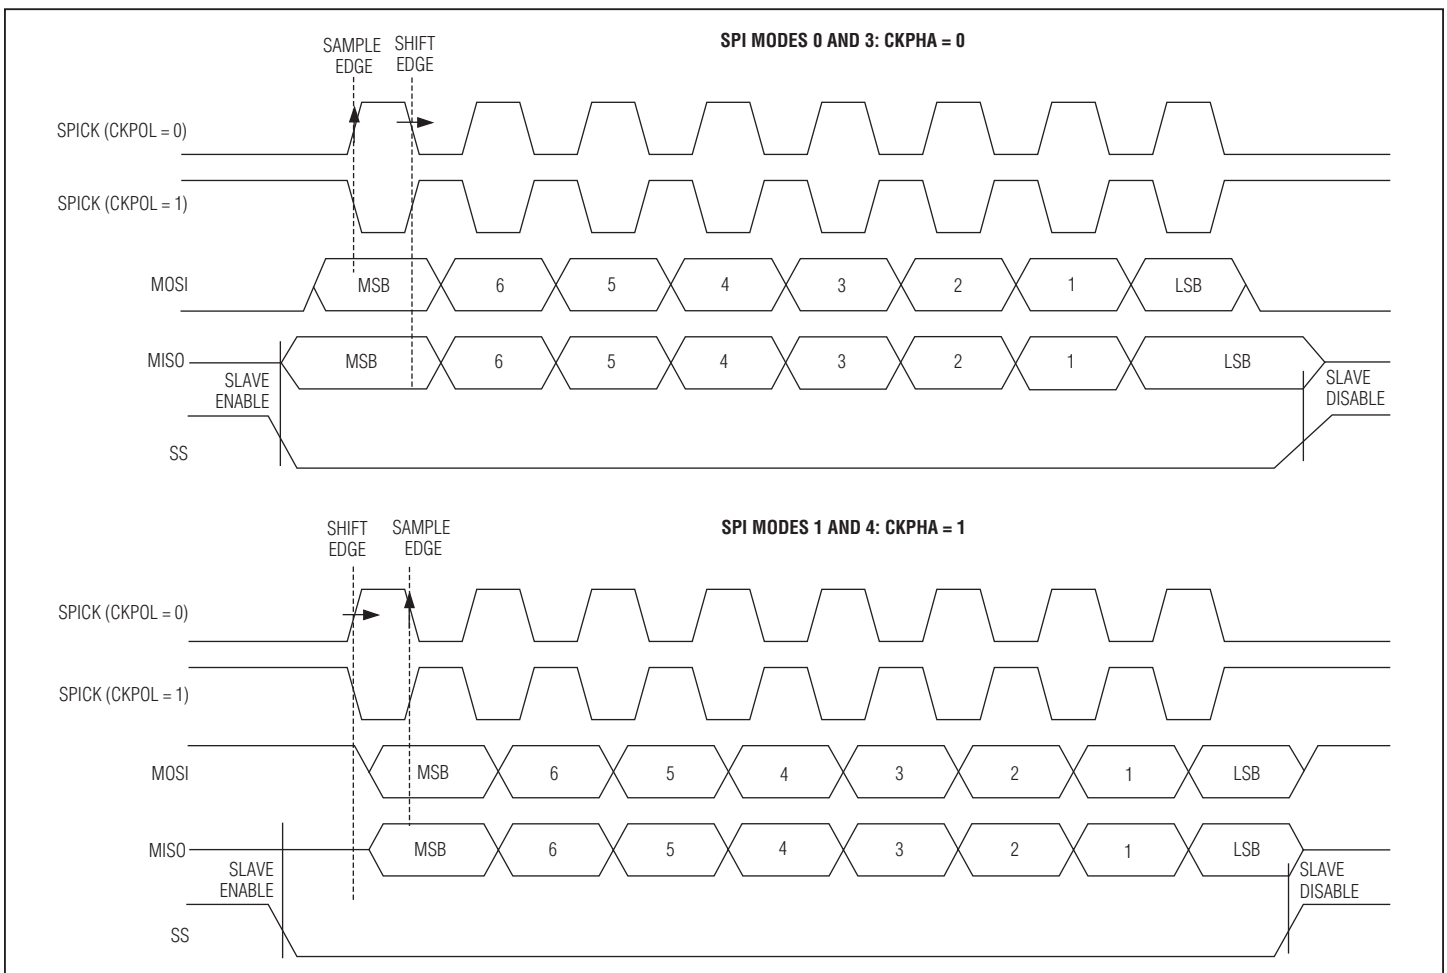 SPI MODES 0 AND 3: CKPHA = 0
SAMPLE
EDGE
SHIFT
EDGE
SPICK (CKPOL = 0)
SPICK (CKPOL = 1)
MOSI
MSB 6 5 4 3 2 1 LSB
MISO
MSB 6 5 4 3 2 1 LSB
SLAVE
ENABLE
SLAVE
DISABLE
SS
SPI MODES 1 AND 4: CKPHA = 1
SHIFT
EDGE
SAMPLE
EDGE
SPICK (CKPOL = 0)
SPICK (CKPOL = 1)
MOSI
MSB 6 5 4 3 2 1 LSB
MISO
MSB 6 5 4 3 2 1 LSB
SLAVE
ENABLE
SLAVE
DISABLE
SS